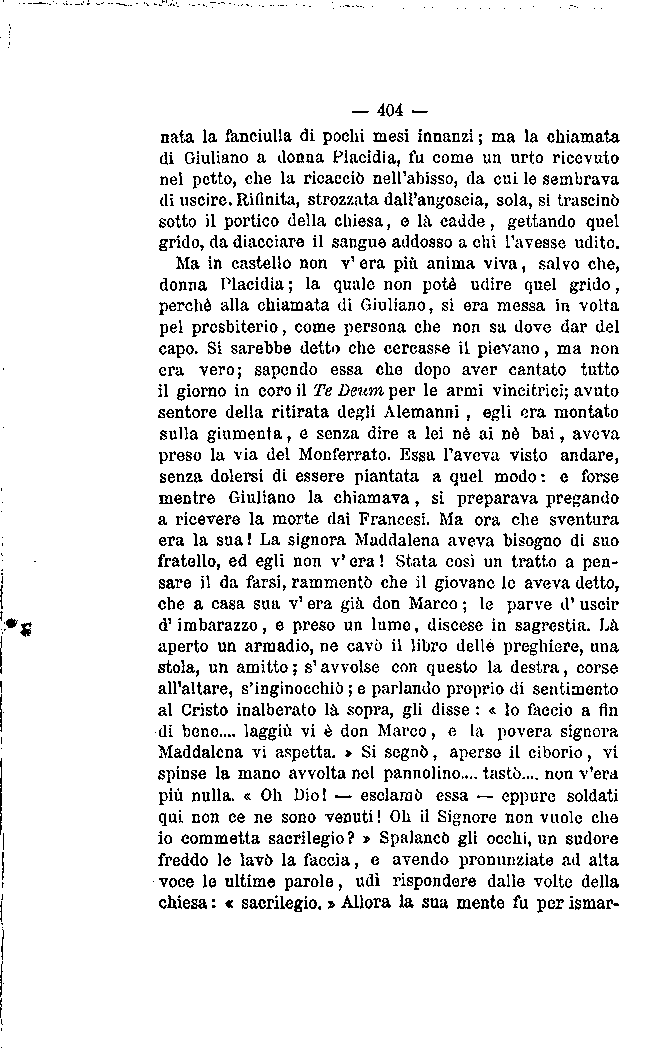 — 404 —
nata la fanciulla di pochi mesi innanzi; ma la chiamata
di Giuliano a donna Placidia, fu come un urto ricevuto
nel petto, che la ricacciò nell'abisso, da cui le sembrava
di uscire. Rifinita, strozzata dall'angoscia, sola, si trascinò
sotto il portico della chiesa, e là cadde, gettando quel
grido, da diacciare il sangue addosso a chi l'avesse udito.
Ma in castello non v'era più anima viva, salvo che,
donna Placidia; la quale non potè udire quel grido,
perchè alla chiamata di Giuliano, si era messa in volta
pel presbiterio, come persona che non sa dove dar del
capo. Si sarebbe detto che cercasse il pievano, ma non
era vero; sapendo essa che dopo aver cantato tutto
il giorno in coro il Te Deum per le armi vincitrici; avuto
sentore della ritirata degli Alemanni, egli era montato
sulla giumenta, e senza dire a lei nè ai nè bai, aveva
preso la via del Monferrato. Essa l'aveva visto andare,
senza dolersi di essere piantata a quel modo: e forse
mentre Giuliano la chiamava, si preparava pregando
a ricevere la morte dai Francesi. Ma ora che sventura
era la sua! La signora Maddalena aveva bisogno di suo
fratello, ed egli non v'era! Stata così un tratto a pen-
sare il da farsi, rammentò che il giovane le aveva detto,
che a casa sua v'era già don Marco; le parve d'uscir
d'imbarazzo, e preso un lume, discese in sagrestia. Là
aperto un armadio, ne cavò il libro delle preghiere, una
stola, un amitto; s'avvolse con questo la destra, corse
all'altare, s'inginocchiò; e parlando proprio di sentimento
al Cristo inalberato là sopra, gli disse: « Io faccio a fin
di bene.... laggiù vi è don Marco, e la povera signora
Maddalena vi aspetta. » Si segnò, aperse il ciborio, vi
spinse la mano avvolta nel pannolino.... tastò.... non v'era
più nulla. « Oh Dio! — esclamò essa — eppure soldati
qui non ce ne sono venuti! Oh il Signore non vuole che
io commetta sacrilegio? » Spalancò gli occhi, un sudore
freddo le lavò la faccia, e avendo pronunziate ad alta
voce le ultime parole, udì rispondere dalle volte della
chiesa: « sacrilegio. » Allora la sua mente fu per ismar-